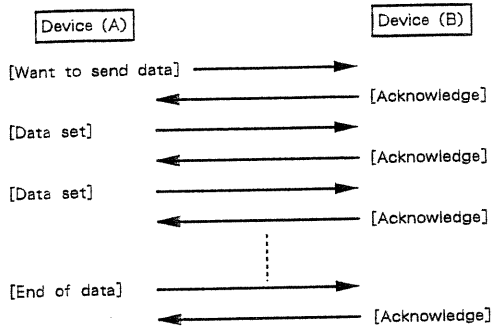 Device (A)
Device (B)
[Want to send data]
[Acknowledge]
[Data set]
[Acknowledge]
[Data set]
[Acknowledge]
[End of data]
[Acknowledge]